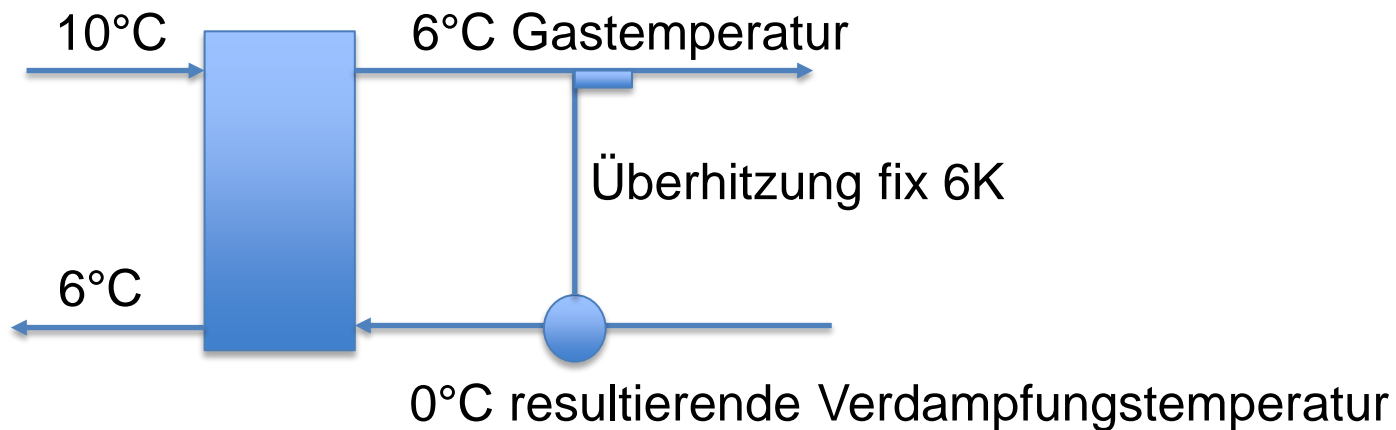 10°C
6°C Gastemperatur
Überhitzung fix 6K
6°C
0°C resultierende Verdampfungstemperatur